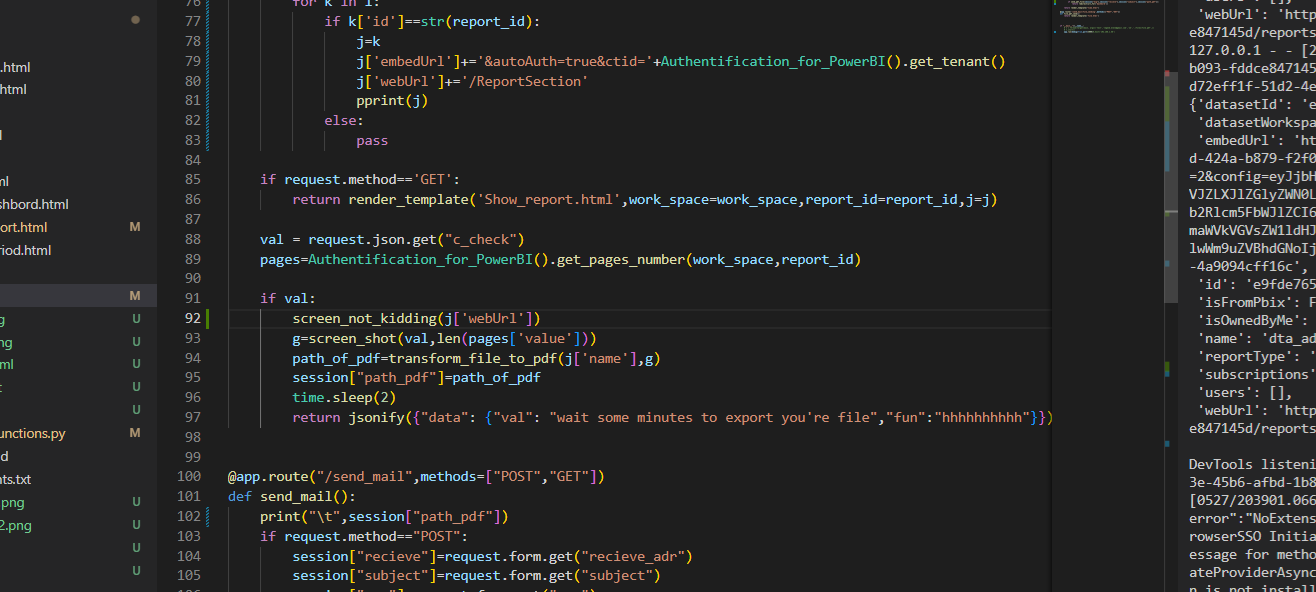 .html
html
ml
shbord.html
ort.html M
riod.html
M
g U
ng U
ml U
t U
U
unctions.py M
d
nts.txt
png U
2.png U
U
U
76 for k in l:
77 if k['id']==str(report_id):
78 j=k
79 j['embedUrl']+='&autoAuth=true&ctid='+Authentification_for_PowerBI().get_tenant()
80 j['webUrl']+='/ReportSection'
81 pprint(j)
82 else:
83 pass
84
85 if request.method=='GET':
86 return render_template('Show_report.html',work_space=work_space,report_id=report_id,j=j)
87
88 val = request.json.get("c_check")
89 pages=Authentification_for_PowerBI().get_pages_number(work_space,report_id)
90
91 if val:
92 screen_not_kidding(j['webUrl'])
93 g=screen_shot(val,len(pages['value']))
94 path_of_pdf=transform_file_to_pdf(j['name'],g)
95 session["path_pdf"]=path_of_pdf
96 time.sleep(2)
97 return jsonify({"data": {"val": "wait some minutes to export you're file","fun":"hhhhhhhhhh"}})
98
99
100 @app.route("/send_mail",methods=["POST","GET"])
101 def send_mail():
102 print("\t",session["path_pdf"])
103 if request.method=="POST":
104 session["recieve"]=request.form.get("recieve_adr")
105 session["subject"]=request.form.get("subject")
'webUrl': 'http
e847145d/reports
127.0.0.1 - - [2
b093-fddce847145
d72eff1f-51d2-4e
{'datasetId': 'e
'datasetWorkspa
'embedUrl': 'ht
d-424a-b879-f2f0
=2&config=eyJjbH
VJZLXJlZGlyZWN0L
b2Rlcm5FbWJlZCI6
maWVkVGVsZW1ldHJ
lwWm9uZVBhdGNoIj
-4a9094cff16c',
'id': 'e9fde765
'isFromPbix': F
'isOwnedByMe':
'name': 'dta_ad
'reportType': '
'subscriptions'
'users': [],
'webUrl': 'http
e847145d/reports
DevTools listeni
3e-45b6-afbd-1b8
[0527/203901.066
error":"NoExtens
rowserSSO Initia
essage for metho
ateProviderAsync
n is not install